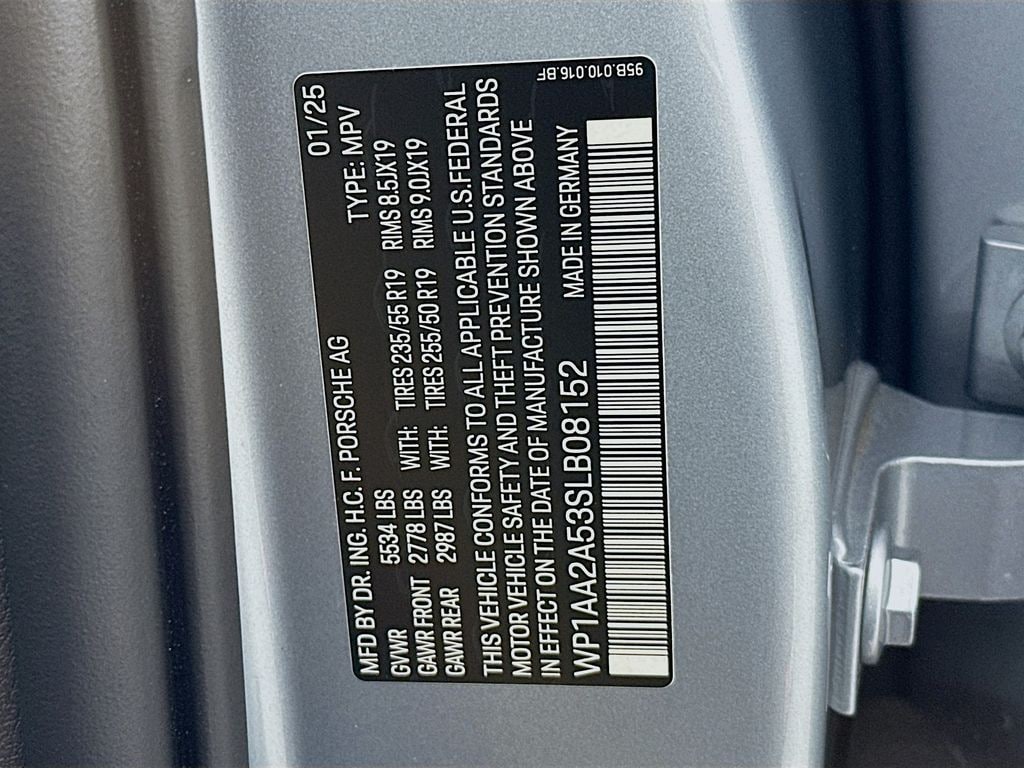 MFD BY DR. ING. H.C. F. PORSCHE AG 01/25
GVWR 5534 LBS TYPE: MPV
GAWR FRONT 2778 LBS WITH: TIRES 235/55 R19 RIMS 8.5JX19
GAWR REAR 2987 LBS WITH: TIRES 255/50 R19 RIMS 9.0JX19
THIS VEHICLE CONFORMS TO ALL APPLICABLE U.S. FEDERAL
MOTOR VEHICLE SAFETY AND THEFT PREVENTION STANDARDS
IN EFFECT ON THE DATE OF MANUFACTURE SHOWN ABOVE
WP1AA2A53SLB08152 MADE IN GERMANY
95B.010.016.BF